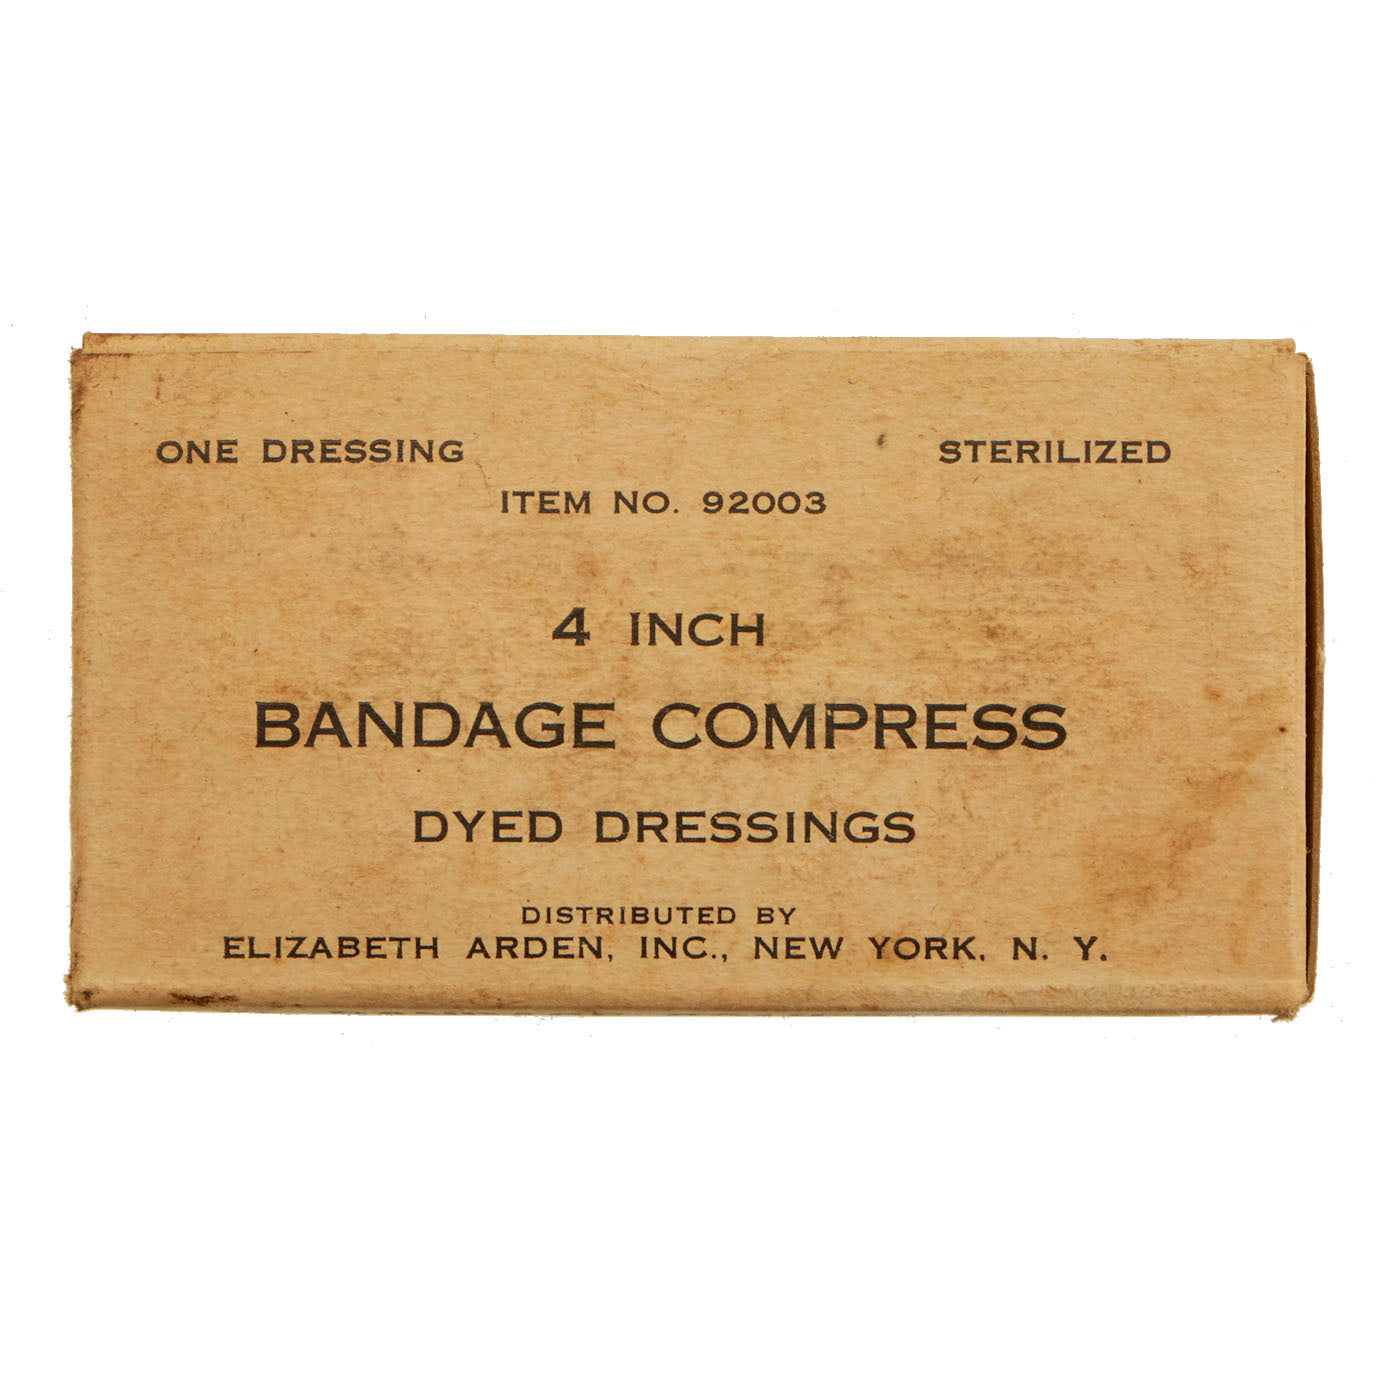 ONE DRESSING STERILIZED
ITEM NO. 92003
4 INCH
BANDAGE COMPRESS
DYED DRESSINGS
DISTRIBUTED BY
ELIZABETH ARDEN, INC., NEW YORK, N. Y.